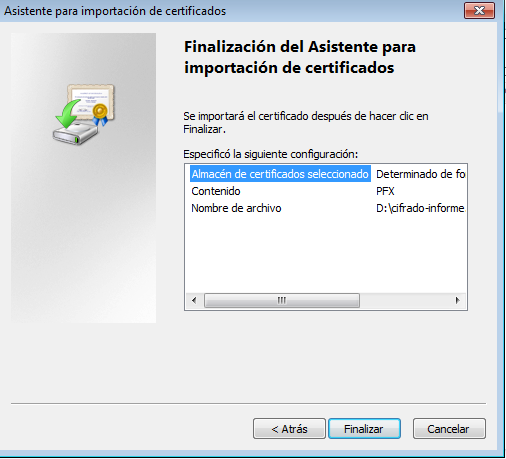 Asistente para importación de certificados
Finalización del Asistente para
importación de certificados
Se importará el certificado después de hacer clic en
Finalizar.
Especificó la siguiente configuración:
Almacén de certificados seleccionado Determinado de fo
Contenido PFX
Nombre de archivo D:\cifrado-informe
< Atrás Finalizar Cancelar